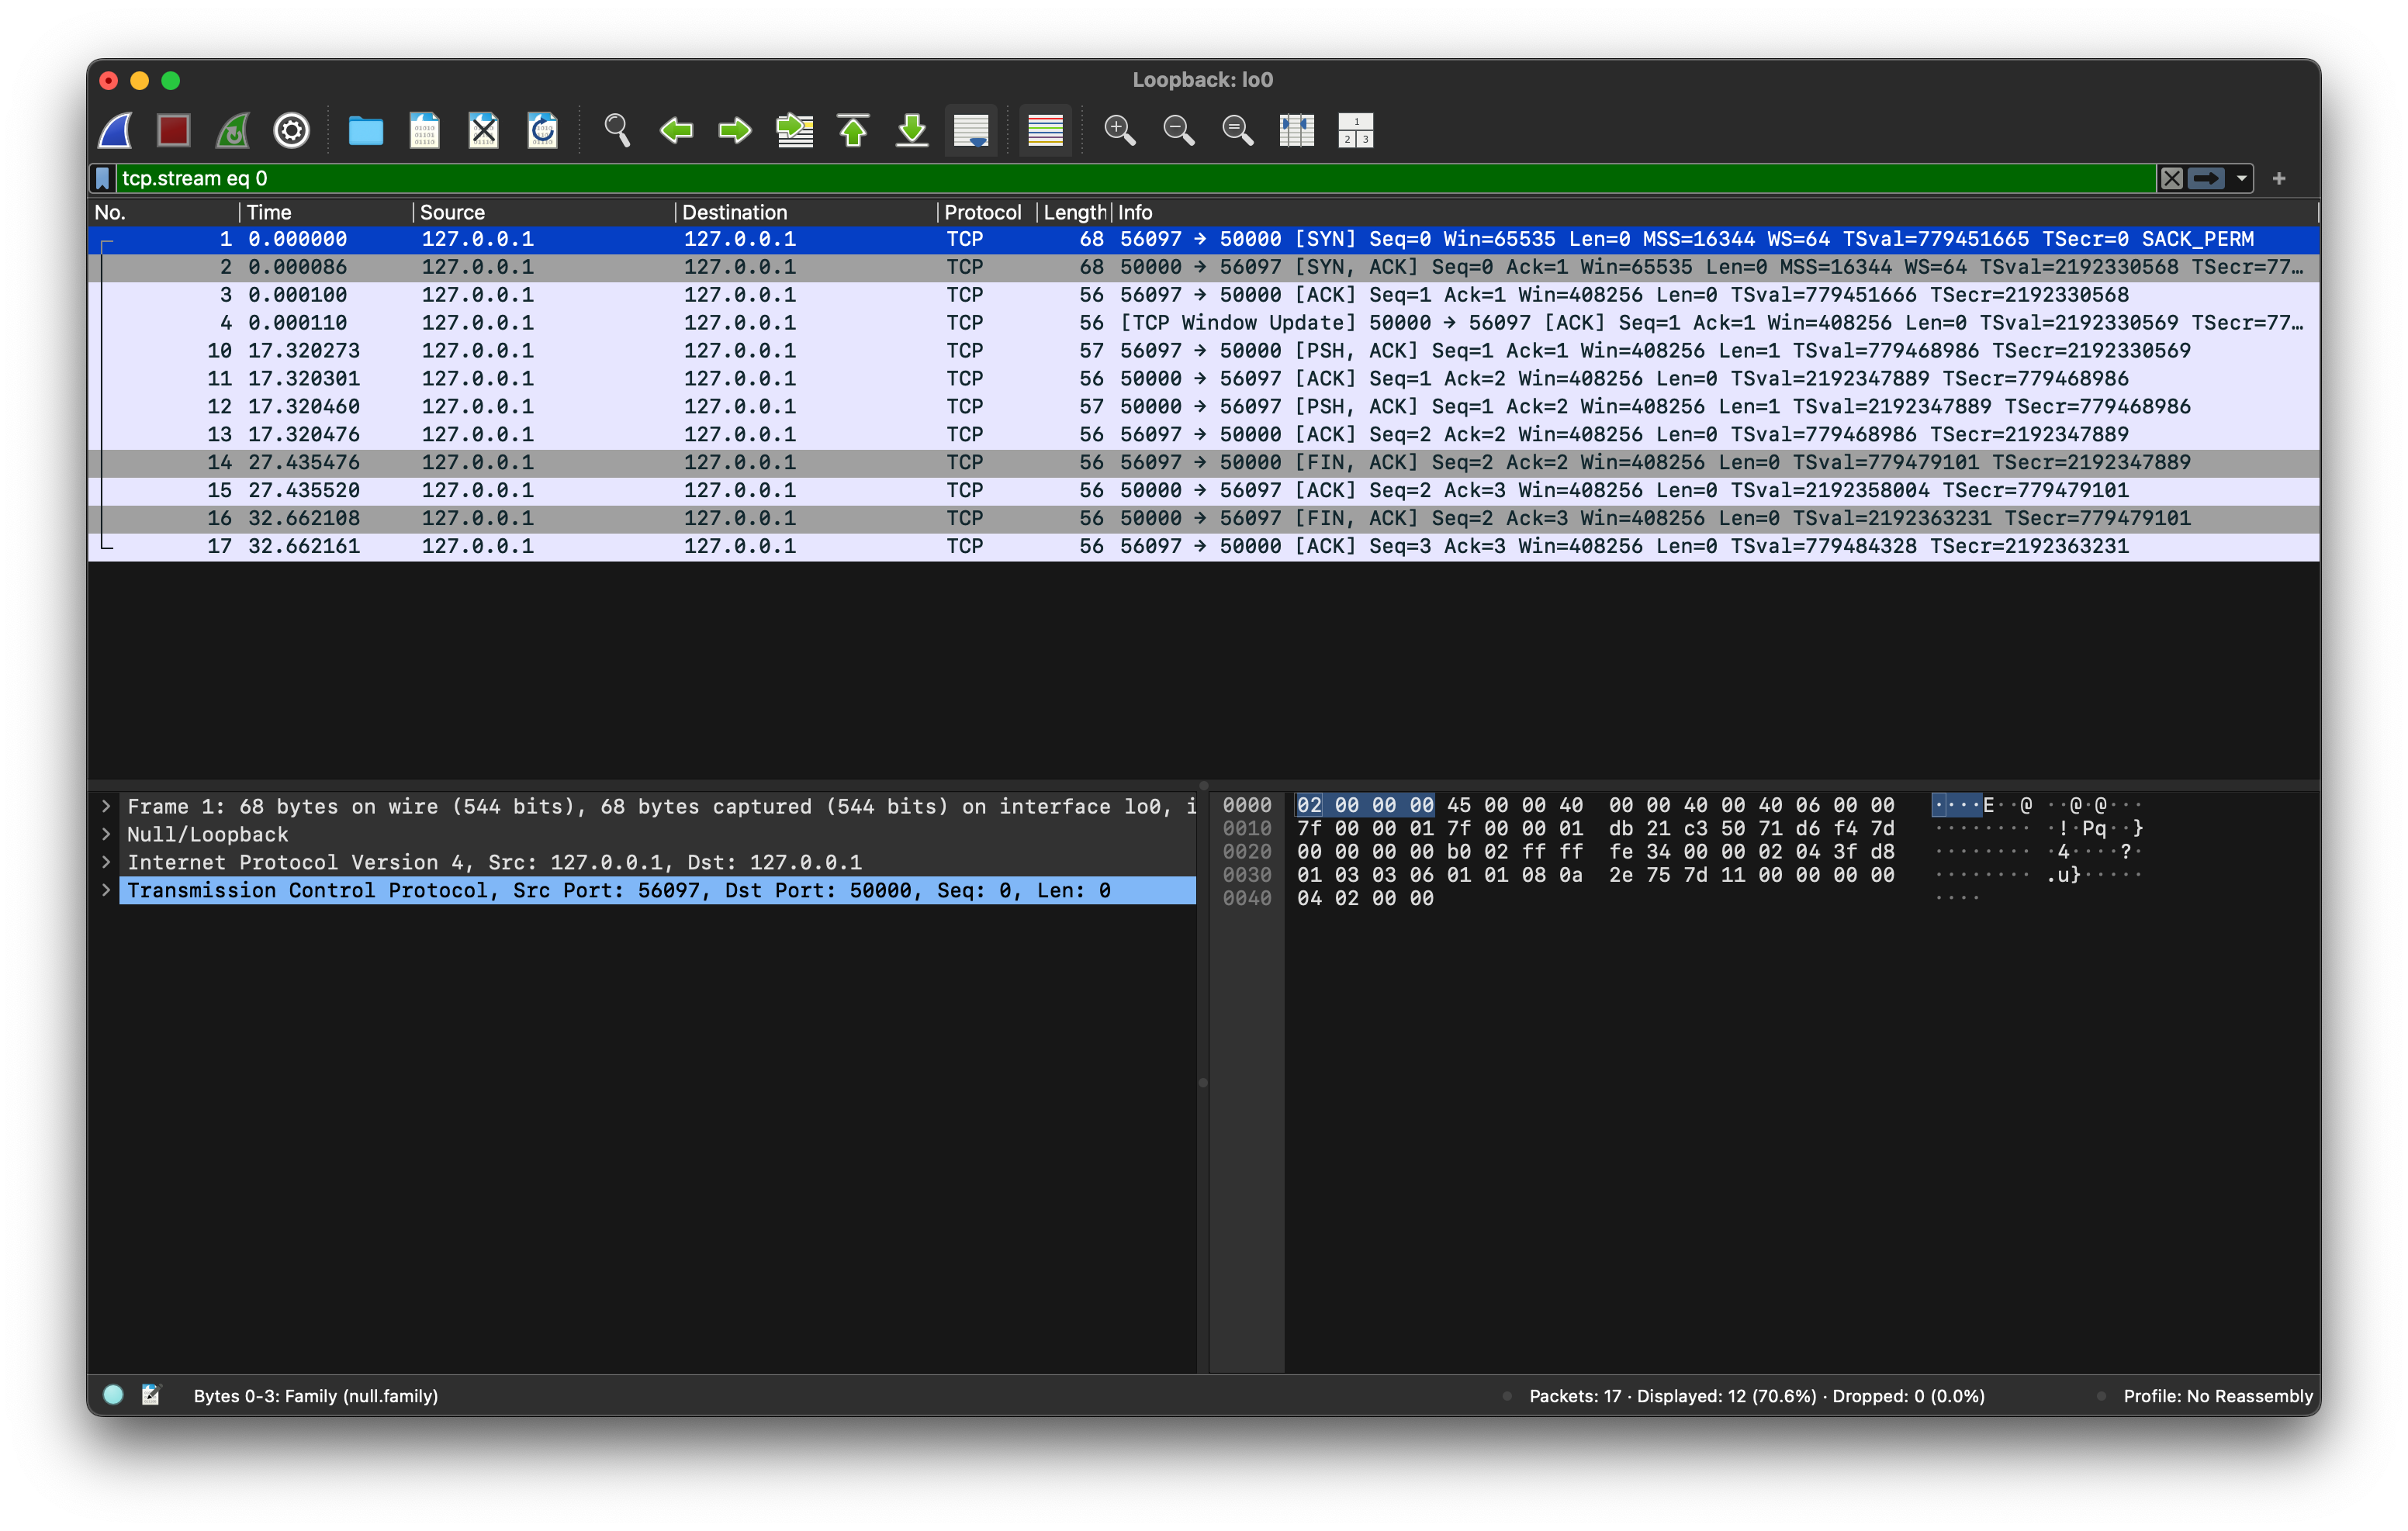 Loopback: lo0
tcp.stream eq 0
No. Time Source Destination Protocol Length Info
1 0.000000 127.0.0.1 127.0.0.1 TCP 68 56097 → 50000 [SYN] Seq=0 Win=65535 Len=0 MSS=16344 WS=64 TSval=779451665 TSecr=0 SACK_PERM
2 0.000086 127.0.0.1 127.0.0.1 TCP 68 50000 → 56097 [SYN, ACK] Seq=0 Ack=1 Win=65535 Len=0 MSS=16344 WS=64 TSval=2192330568 TSecr=77…
3 0.000100 127.0.0.1 127.0.0.1 TCP 56 56097 → 50000 [ACK] Seq=1 Ack=1 Win=408256 Len=0 TSval=779451666 TSecr=2192330568
4 0.000110 127.0.0.1 127.0.0.1 TCP 56 [TCP Window Update] 50000 → 56097 [ACK] Seq=1 Ack=1 Win=408256 Len=0 TSval=2192330569 TSecr=77…
10 17.320273 127.0.0.1 127.0.0.1 TCP 57 56097 → 50000 [PSH, ACK] Seq=1 Ack=1 Win=408256 Len=1 TSval=779468986 TSecr=2192330569
11 17.320301 127.0.0.1 127.0.0.1 TCP 56 50000 → 56097 [ACK] Seq=1 Ack=2 Win=408256 Len=0 TSval=2192347889 TSecr=779468986
12 17.320460 127.0.0.1 127.0.0.1 TCP 57 50000 → 56097 [PSH, ACK] Seq=1 Ack=2 Win=408256 Len=1 TSval=2192347889 TSecr=779468986
13 17.320476 127.0.0.1 127.0.0.1 TCP 56 56097 → 50000 [ACK] Seq=2 Ack=2 Win=408256 Len=0 TSval=779468986 TSecr=2192347889
14 27.435476 127.0.0.1 127.0.0.1 TCP 56 56097 → 50000 [FIN, ACK] Seq=2 Ack=2 Win=408256 Len=0 TSval=779479101 TSecr=2192347889
15 27.435520 127.0.0.1 127.0.0.1 TCP 56 50000 → 56097 [ACK] Seq=2 Ack=3 Win=408256 Len=0 TSval=2192358004 TSecr=779479101
16 32.662108 127.0.0.1 127.0.0.1 TCP 56 50000 → 56097 [FIN, ACK] Seq=2 Ack=3 Win=408256 Len=0 TSval=2192363231 TSecr=779479101
17 32.662161 127.0.0.1 127.0.0.1 TCP 56 56097 → 50000 [ACK] Seq=3 Ack=3 Win=408256 Len=0 TSval=779484328 TSecr=2192363231
Frame 1: 68 bytes on wire (544 bits), 68 bytes captured (544 bits) on interface lo0, i
Null/Loopback
Internet Protocol Version 4, Src: 127.0.0.1, Dst: 127.0.0.1
Transmission Control Protocol, Src Port: 56097, Dst Port: 50000, Seq: 0, Len: 0
0000 02 00 00 00 45 00 00 40 00 00 40 00 40 06 00 00 ····E··@ ··@·@···
0010 7f 00 00 01 7f 00 00 01 db 21 c3 50 71 d6 f4 7d ········ ·!·Pq··}
0020 00 00 00 00 b0 02 ff ff fe 34 00 00 02 04 3f d8 ········ ·4····?·
0030 01 03 03 06 01 01 08 0a 2e 75 7d 11 00 00 00 00 ········ .u}·····
0040 04 02 00 00 ····
Bytes 0-3: Family (null.family)
Packets: 17 · Displayed: 12 (70.6%) · Dropped: 0 (0.0%)
Profile: No Reassembly